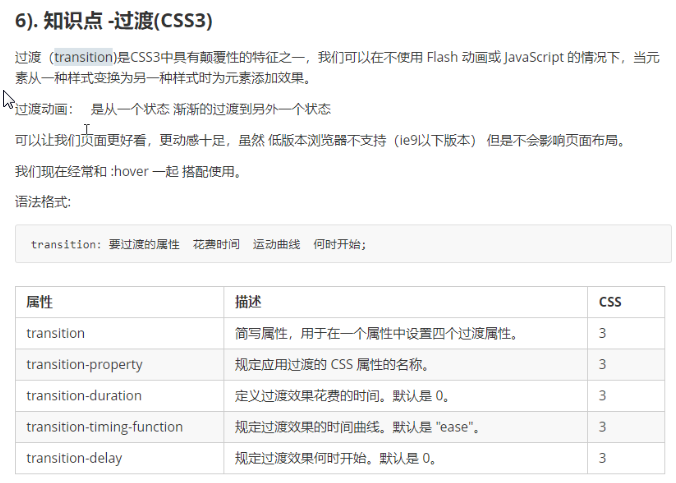 6). 知识点 -过渡(CSS3)
过渡（transition)是CSS3中具有颠覆性的特征之一，我们可以在不使用 Flash 动画或 JavaScript 的情况下，当元
素从一种样式变换为另一种样式时为元素添加效果。
过渡动画： 是从一个状态 渐渐的过渡到另外一个状态
可以让我们页面更好看，更动感十足，虽然 低版本浏览器不支持（ie9以下版本） 但是不会影响页面布局。
我们现在经常和 :hover 一起 搭配使用。
语法格式:
transition: 要过渡的属性 花费时间 运动曲线 何时开始;
属性 描述 CSS
transition 简写属性，用于在一个属性中设置四个过渡属性。 3
transition-property 规定应用过渡的 CSS 属性的名称。 3
transition-duration 定义过渡效果花费的时间。默认是 0。 3
transition-timing-function 规定过渡效果的时间曲线。默认是 "ease"。 3
transition-delay 规定过渡效果何时开始。默认是 0。 3